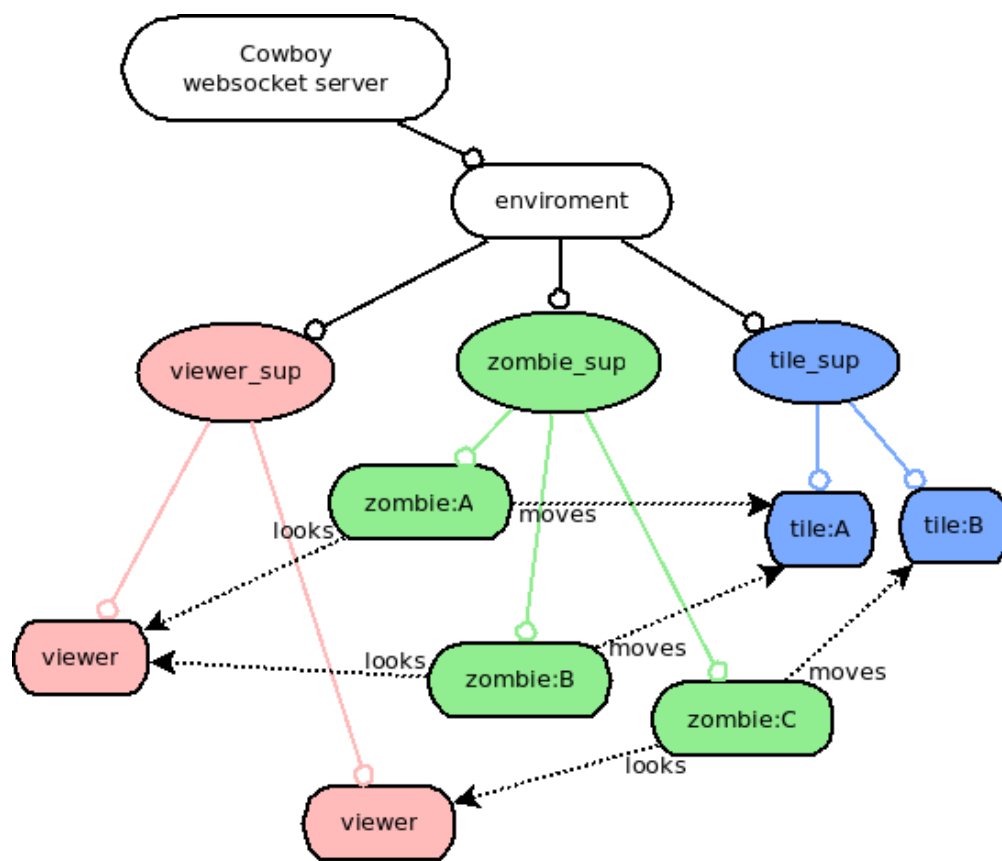 Cowboy
websocket server
enviroment
viewer_sup
zombie_sup
tile_sup
zombie:A
looks
moves
tile:A
tile:B
viewer
looks
zombie:B
moves
moves
zombie:C
looks
viewer